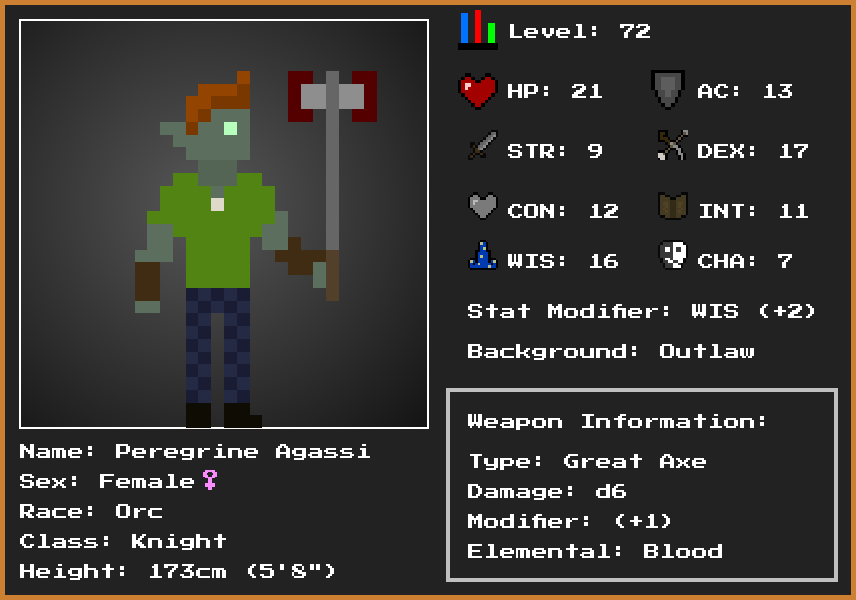 Level: 72
HP: 21
AC: 13
STR: 9
DEX: 17
CON: 12
INT: 11
WIS: 16
CHA: 7
Stat Modifier: WIS (+2)
Background: Outlaw
Weapon Information:
Type: Great Axe
Damage: d6
Modifier: (+1)
Elemental: Blood
Name: Peregrine Agassi
Sex: Female♀
Race: Orc
Class: Knight
Height: 173cm (5'8")